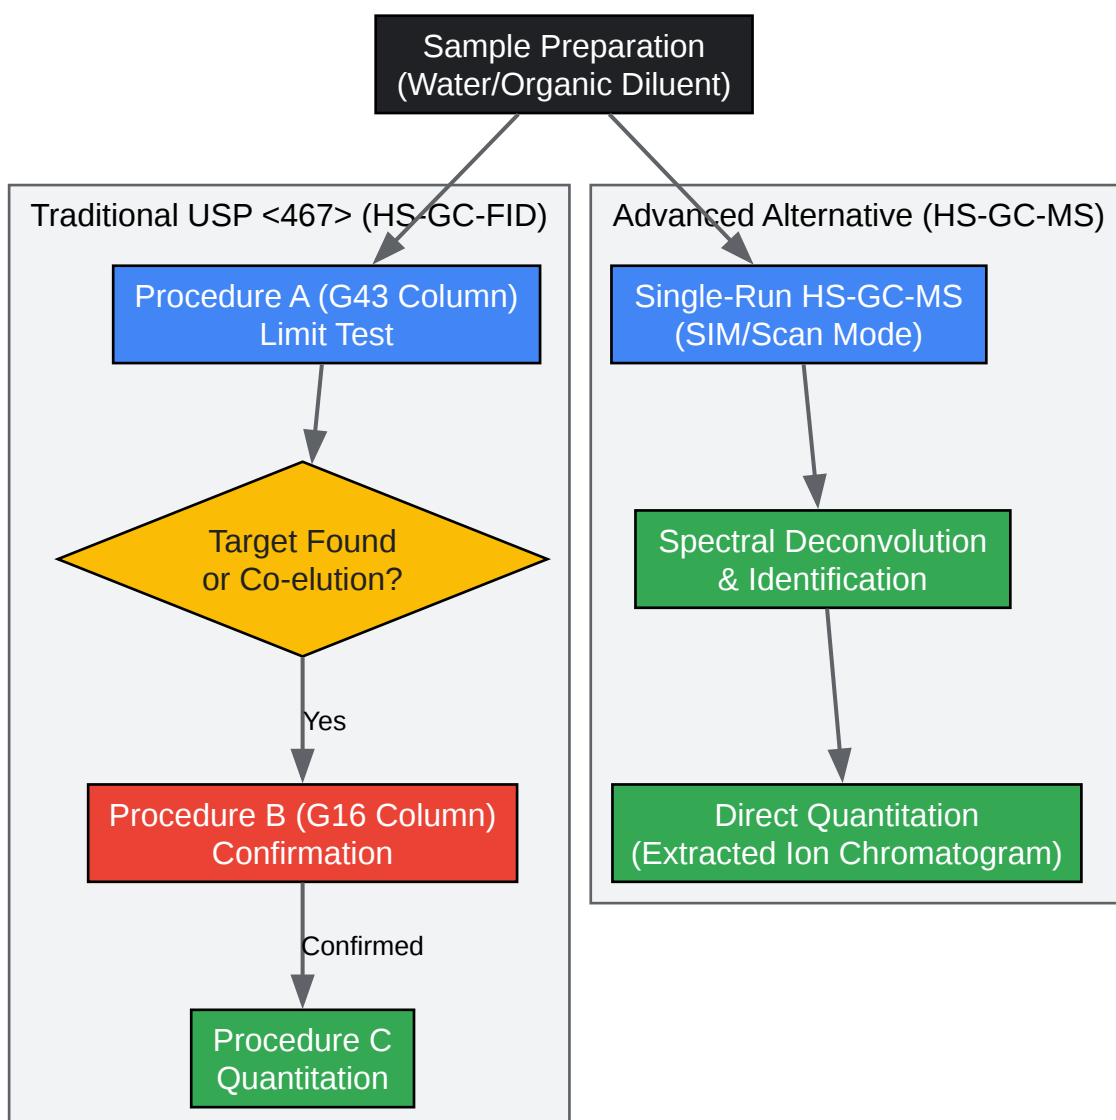 Sample Preparation
(Water/Organic Diluent)
Traditional USP <467> (HS-GC-FID)
Procedure A (G43 Column)
Limit Test
Target Found
or Co-elution?
Yes
Procedure B (G16 Column)
Confirmation
Confirmed
Procedure C
Quantitation
Advanced Alternative (HS-GC-MS)
Single-Run HS-GC-MS
(SIM/Scan Mode)
Spectral Deconvolution
& Identification
Direct Quantitation
(Extracted Ion Chromatogram)